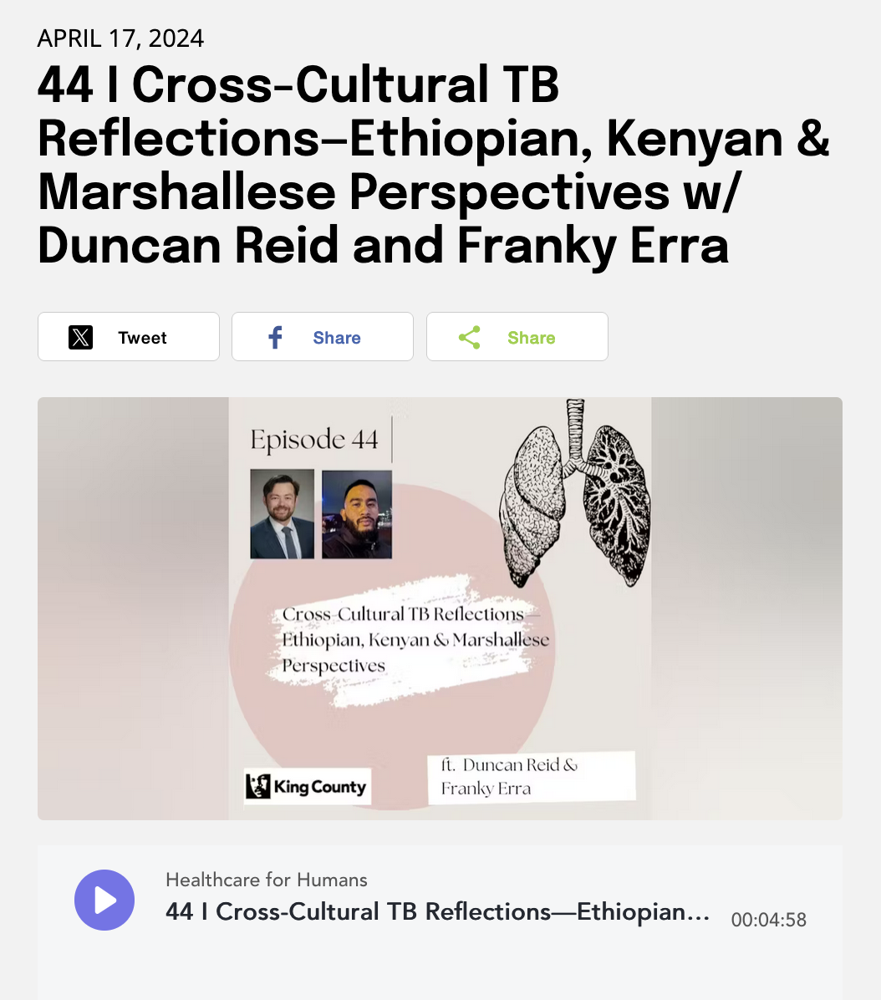 APRIL 17, 2024
44 I Cross-Cultural TB
Reflections—Ethiopian, Kenyan &
Marshallese Perspectives w/
Duncan Reid and Franky Erra
Tweet
Share
Share
Episode 44
Cross-Cultural TB Reflections—
Ethiopian, Kenyan & Marshallese
Perspectives
King County
ft. Duncan Reid &
Franky Erra
Healthcare for Humans
44 I Cross-Cultural TB Reflections—Ethiopian...
00:04:58